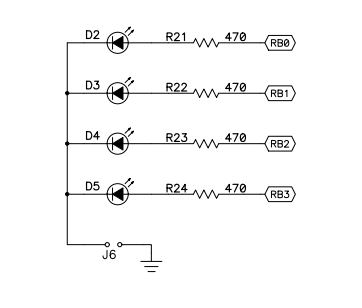 D2 R21 470 RB0
D3 R22 470 RB1
D4 R23 470 RB2
D5 R24 470 RB3
J6